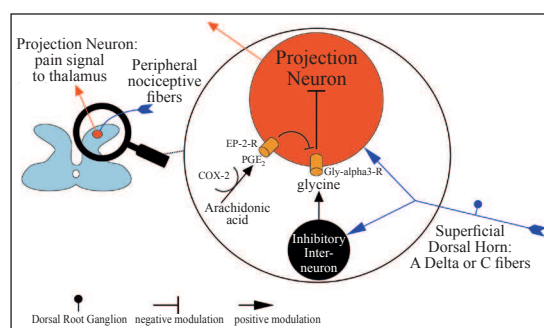 Projection Neuron:
pain signal
to thalamus
Peripheral
nociceptive
fibers
Projection
Neuron
EP-2-R
PGE2
COX-2
Arachidonic
acid
Gly-alpha3-R
glycine
Inhibitory
Inter-
neuron
Superficial
Dorsal Horn:
A Delta or C fibers
Dorsal Root Ganglion
negative modulation
positive modulation